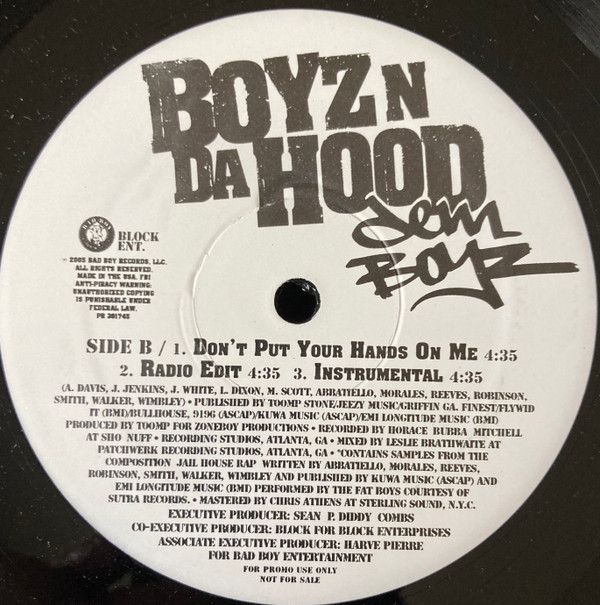 BOYZ N
DA HOOD
Dem
Boyz
BAD BOY
BLOCK
ENT.
℗ 2005 BAD BOY RECORDS, LLC.
ALL RIGHTS RESERVED.
MADE IN THE USA. FBI
ANTI-PIRACY WARNING:
UNAUTHORIZED COPYING
IS PUNISHABLE UNDER
FEDERAL LAW.
PR 301745
SIDE B / 1. DON'T PUT YOUR HANDS ON ME 4:35
2. RADIO EDIT 4:35 3. INSTRUMENTAL 4:35
(A. DAVIS, J. JENKINS, J. WHITE, L. DIXON, M. SCOTT, ABBATIELLO, MORALES, REEVES, ROBINSON,
SMITH, WALKER, WIMBLEY) • PUBLISHED BY TOOMP STONE/JEEZY MUSIC/GRIFFIN GA. FINEST/FLYWID
IT (BMI)/BULLHOUSE, 9196 (ASCAP)/KUWA MUSIC (ASCAP)/EMI LONGITUDE MUSIC (BMI)
PRODUCED BY TOOMP FOR ZONEBOY PRODUCTIONS • RECORDED BY HORACE BUBBA MITCHELL
AT SHO NUFF • RECORDING STUDIOS, ATLANTA, GA • MIXED BY LESLIE BRATHWAITE AT
PATCHWERK RECORDING STUDIOS, ATLANTA, GA • "CONTAINS SAMPLES FROM THE
COMPOSITION JAIL HOUSE RAP WRITTEN BY ABBATIELLO, MORALES, REEVES,
ROBINSON, SMITH, WALKER, WIMBLEY AND PUBLISHED BY KUWA MUSIC (ASCAP) AND
EMI LONGITUDE MUSIC (BMI) PERFORMED BY THE FAT BOYS COURTESY OF
SUTRA RECORDS. • MASTERED BY CHRIS ATHENS AT STERLING SOUND, N.Y.C.
EXECUTIVE PRODUCER: SEAN P. DIDDY COMBS
CO-EXECUTIVE PRODUCER: BLOCK FOR BLOCK ENTERPRISES
ASSOCIATE EXECUTIVE PRODUCER: HARVE PIERRE
FOR BAD BOY ENTERTAINMENT
FOR PROMO USE ONLY
NOT FOR SALE